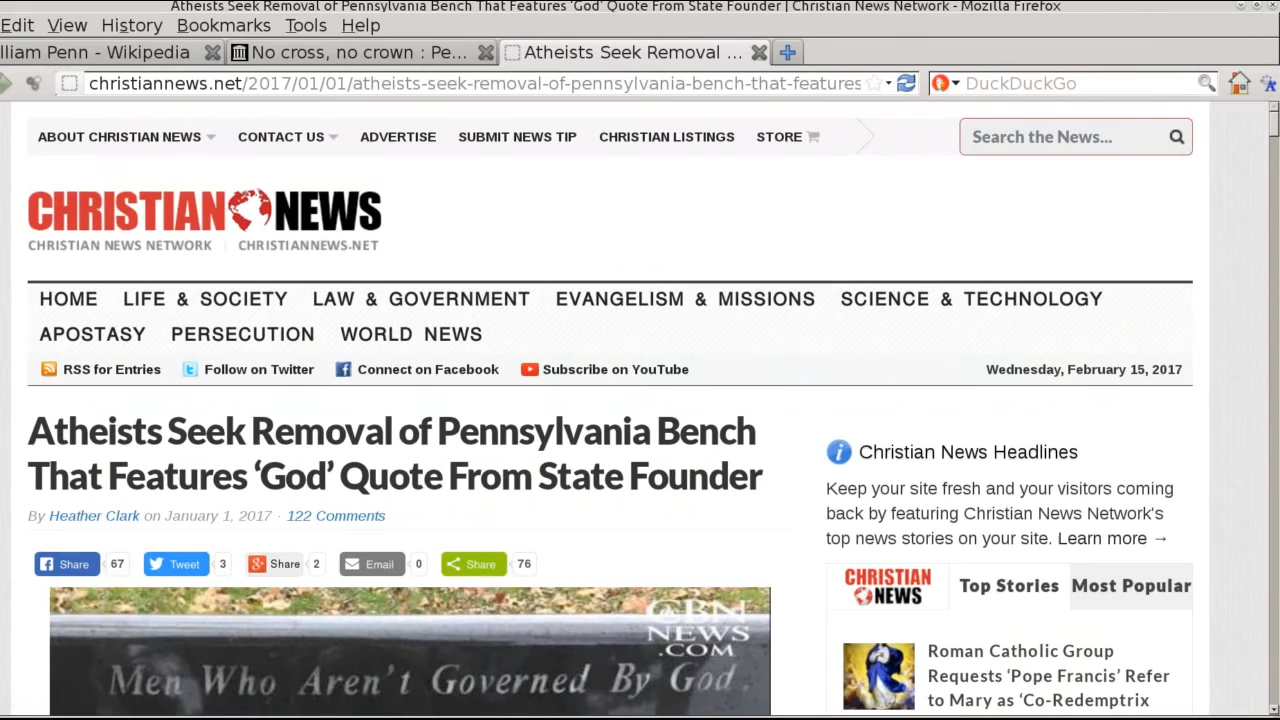 Atheists Seek Removal of Pennsylvania Bench That Features ‘God’ Quote From State Founder | Christian News Network - Mozilla Firefox
Edit View History Bookmarks Tools Help
lliam Penn - Wikipedia No cross, no crown : Pe... Atheists Seek Removal ...
christiannews.net/2017/01/01/atheists-seek-removal-of-pennsylvania-bench-that-features DuckDuckGo
ABOUT CHRISTIAN NEWS CONTACT US ADVERTISE SUBMIT NEWS TIP CHRISTIAN LISTINGS STORE Search the News...
CHRISTIAN NEWS
CHRISTIAN NEWS NETWORK | CHRISTIANNEWS.NET
HOME LIFE & SOCIETY LAW & GOVERNMENT EVANGELISM & MISSIONS SCIENCE & TECHNOLOGY
APOSTASY PERSECUTION WORLD NEWS
RSS for Entries Follow on Twitter Connect on Facebook Subscribe on YouTube Wednesday, February 15, 2017
Atheists Seek Removal of Pennsylvania Bench
That Features ‘God’ Quote From State Founder
By Heather Clark on January 1, 2017 · 122 Comments
Share 67 Tweet 3 Share 2 Email 0 Share 76
CBN
NEWS
.COM
Men Who Aren't Governed By God
Christian News Headlines
Keep your site fresh and your visitors coming
back by featuring Christian News Network's
top news stories on your site. Learn more →
CHRISTIAN NEWS Top Stories Most Popular
Roman Catholic Group
Requests ‘Pope Francis’ Refer
to Mary as ‘Co-Redemptrix